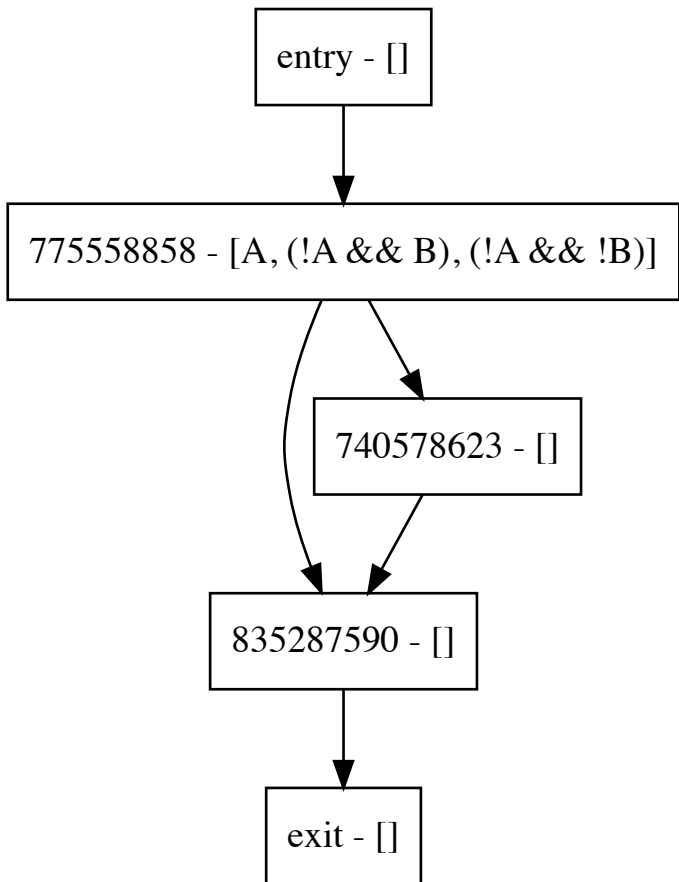 entry - []
775558858 - [A, (!A && B), (!A && !B)]
740578623 - []
835287590 - []
exit - []